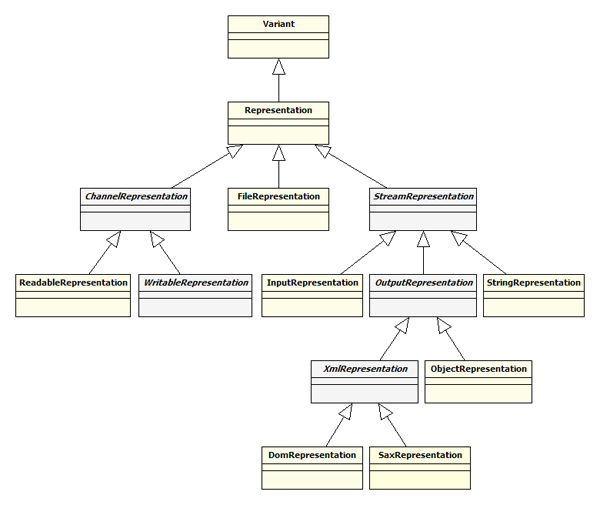 Variant
Representation
ChannelRepresentation
FileRepresentation
StreamRepresentation
ReadableRepresentation
WritableRepresentation
InputRepresentation
OutputRepresentation
StringRepresentation
XmlRepresentation
ObjectRepresentation
DomRepresentation
SaxRepresentation